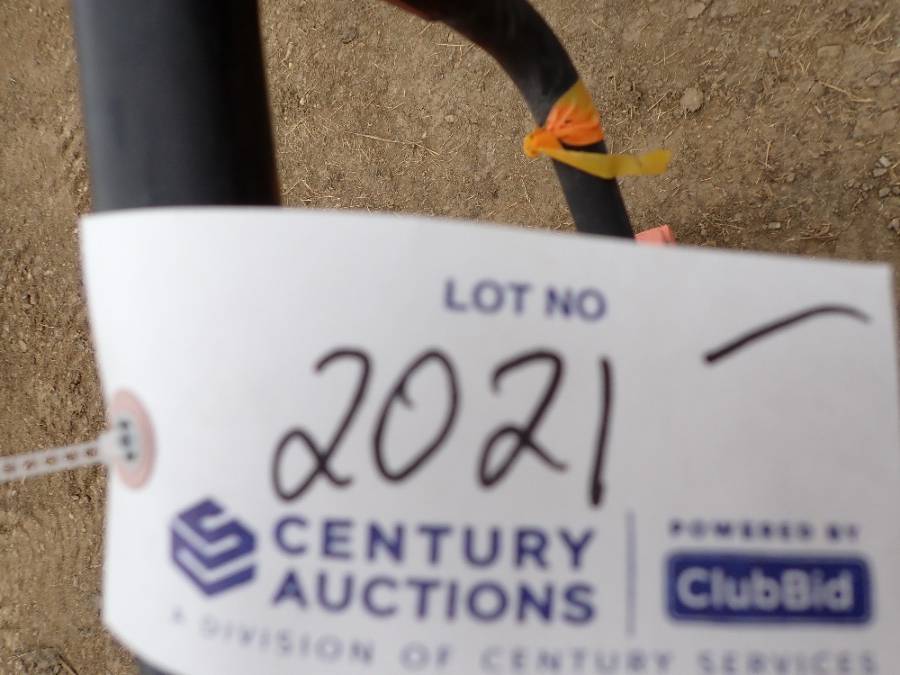 LOT NO
2021
CENTURY
AUCTIONS
A DIVISION OF CENTURY SERVICES
POWERED BY
ClubBid